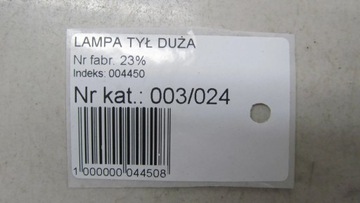 LAMPA TYŁ DUŻA
Nr fabr. 23%
Indeks: 004450
Nr kat.: 003/024
1 000000 044508